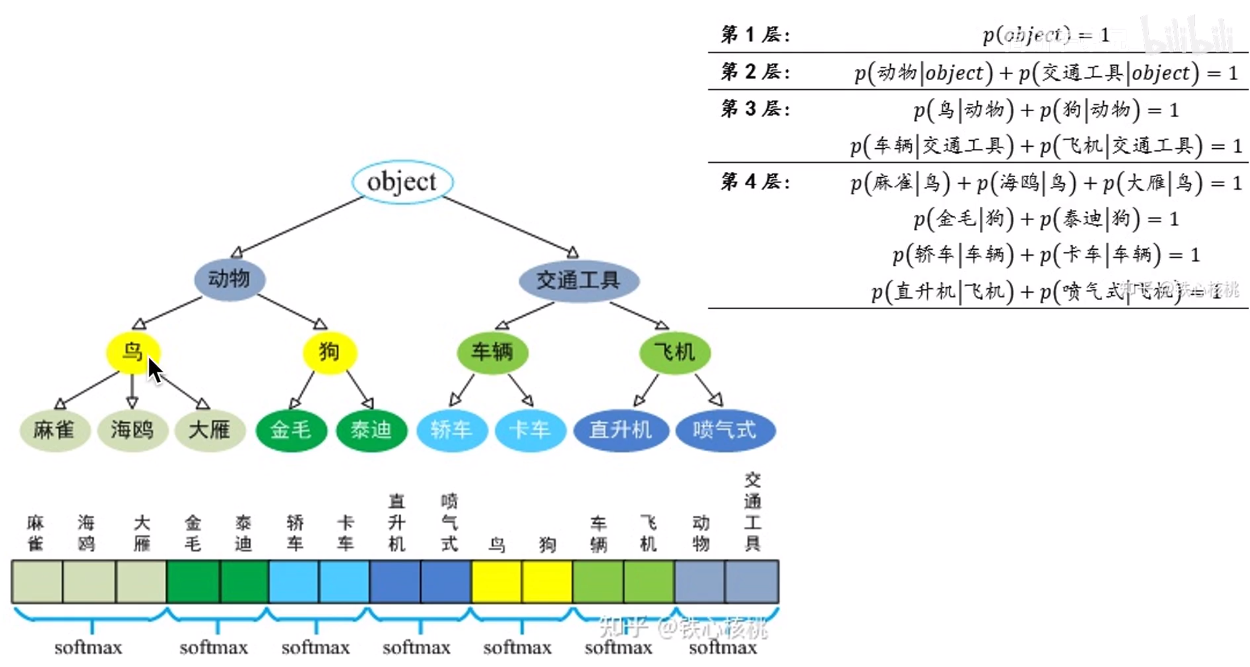 第1层： p(object) = 1
bilibili
第2层： p(动物|object) + p(交通工具|object) = 1
第3层： p(鸟|动物) + p(狗|动物) = 1
p(车辆|交通工具) + p(飞机|交通工具) = 1
第4层： p(麻雀|鸟) + p(海鸥|鸟) + p(大雁|鸟) = 1
p(金毛|狗) + p(泰迪|狗) = 1
p(轿车|车辆) + p(卡车|车辆) = 1
p(直升机|飞机) + p(喷气式|飞机) = 1
知乎 @铁心核桃
object
动物 交通工具
鸟 狗 车辆 飞机
麻雀 海鸥 大雁 金毛 泰迪 轿车 卡车 直升机 喷气式
麻雀 海鸥 大雁 金毛 泰迪 轿车 卡车 直升机 喷气式 鸟 狗 车辆 飞机 动物 交通工具
知乎 @铁心核桃
softmax softmax softmax softmax softmax softmax softmax